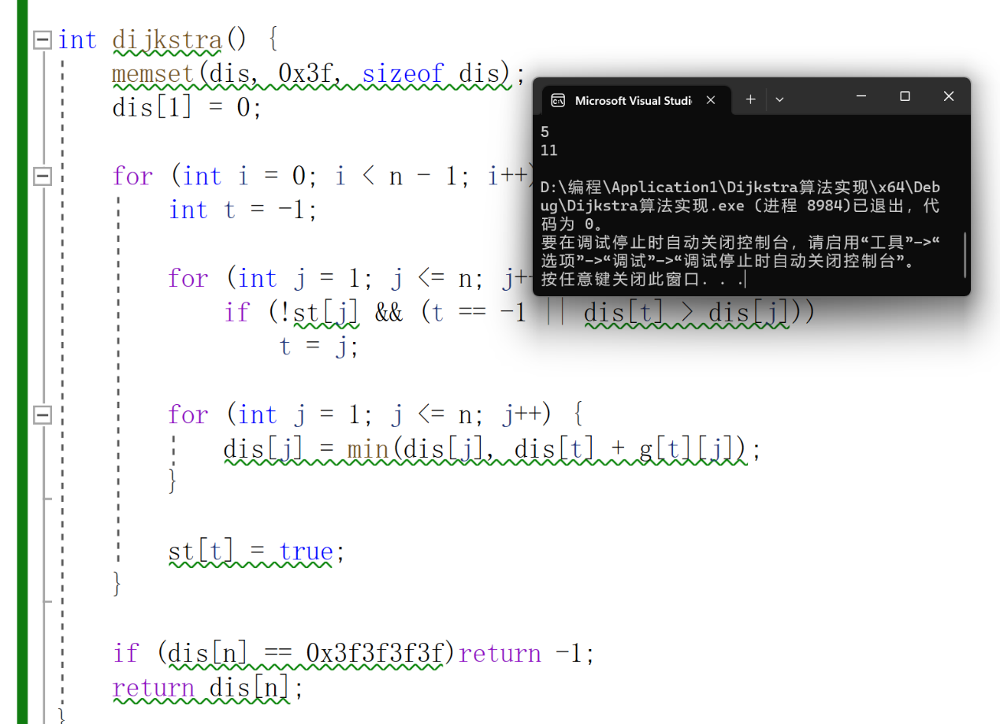 int dijkstra() {
memset(dis, 0x3f, sizeof dis);
dis[1] = 0;
for (int i = 0; i < n - 1; i++)
int t = -1;
for (int j = 1; j <= n; j+
if (!st[j] && (t == -1 || dis[t] > dis[j]))
t = j;
for (int j = 1; j <= n; j++) {
dis[j] = min(dis[j], dis[t] + g[t][j]);
}
st[t] = true;
}
if (dis[n] == 0x3f3f3f3f)return -1;
return dis[n];
}
Microsoft Visual Studi
5
11
D:\编程\Application1\Dijkstra算法实现\x64\Deb
ug\Dijkstra算法实现.exe (进程 8984)已退出，代
码为 0。
要在调试停止时自动关闭控制台，请启用“工具”->“
选项”->“调试”->“调试停止时自动关闭控制台”。
按任意键关闭此窗口. . .